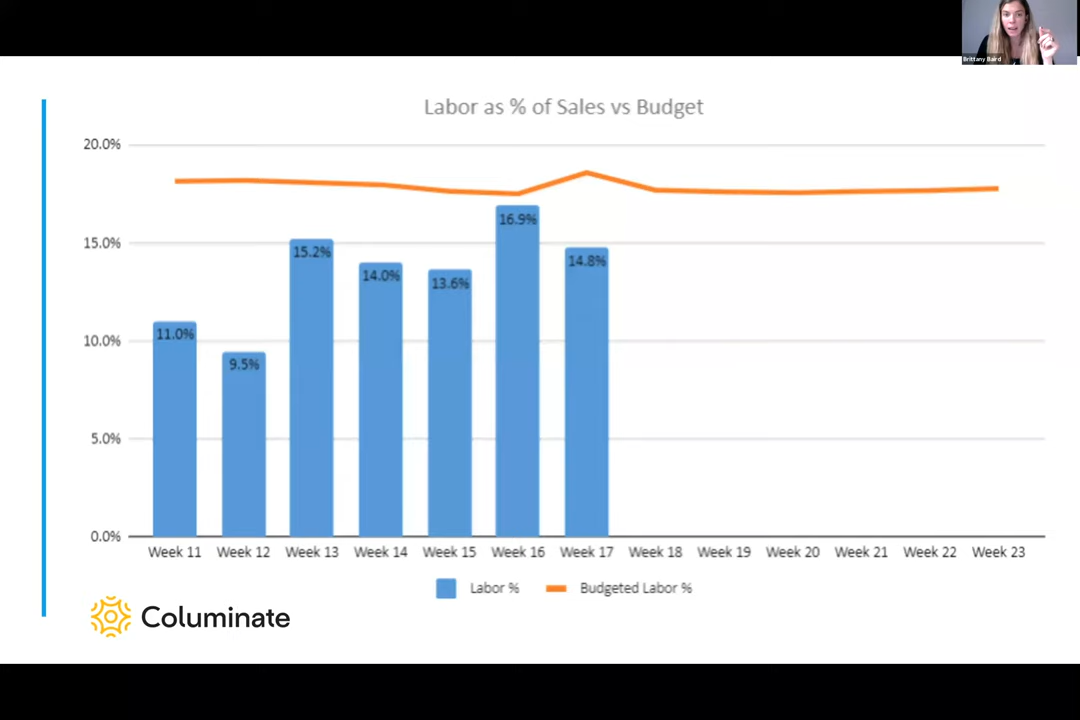 Brittany Baird
Labor as % of Sales vs Budget
20.0%
15.0%
10.0%
5.0%
0.0%
11.0%
9.5%
15.2%
14.0%
13.6%
16.9%
14.8%
Week 11 Week 12 Week 13 Week 14 Week 15 Week 16 Week 17 Week 18 Week 19 Week 20 Week 21 Week 22 Week 23
Labor % Budgeted Labor %
Columinate